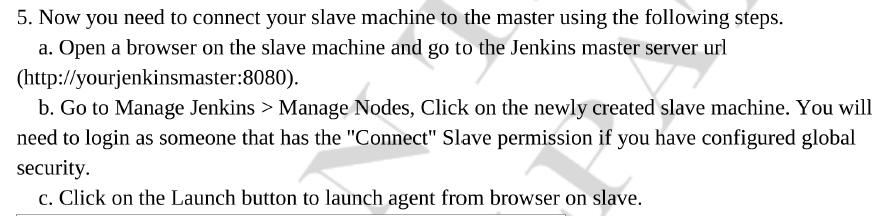 5. Now you need to connect your slave machine to the master using the following steps.
a. Open a browser on the slave machine and go to the Jenkins master server url
(http://yourjenkinsmaster:8080).
b. Go to Manage Jenkins > Manage Nodes, Click on the newly created slave machine. You will
need to login as someone that has the "Connect" Slave permission if you have configured global
security.
c. Click on the Launch button to launch agent from browser on slave.